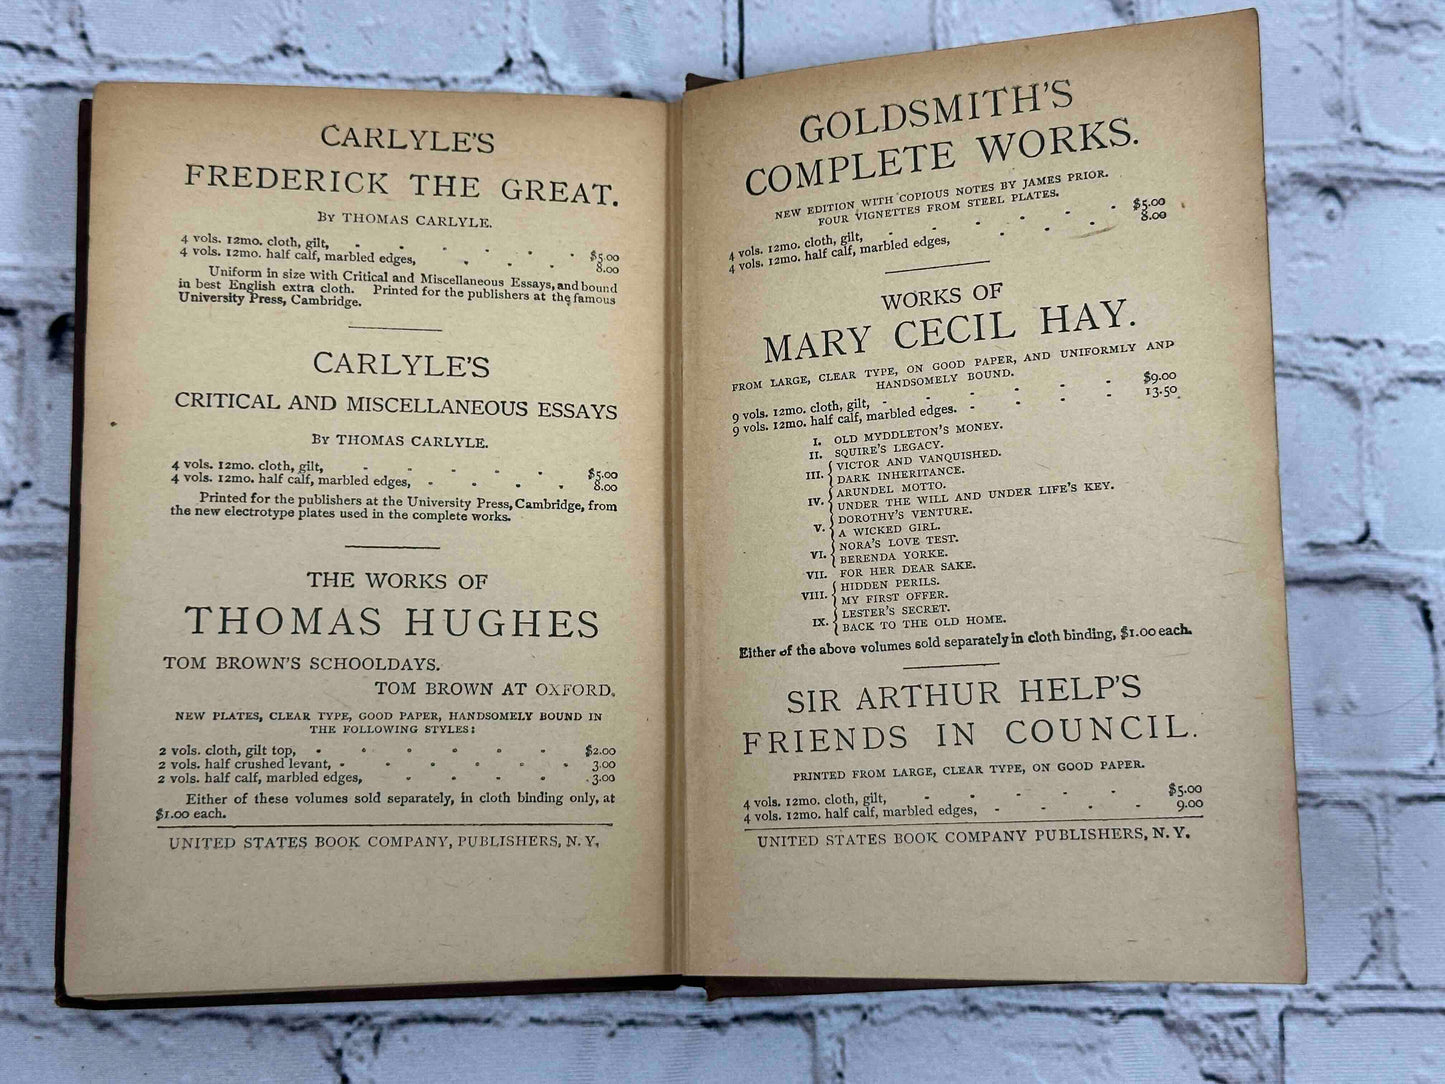 CARLYLE'S
FREDERICK THE GREAT.
By THOMAS CARLYLE.
4 vols. 12mo. cloth, gilt, - - - - - - $5.00
4 vols. 12mo. half calf, marbled edges, - - - - 8.00
Uniform in size with Critical and Miscellaneous Essays, and bound
in best English extra cloth. Printed for the publishers at the famous
University Press, Cambridge.
CARLYLE'S
CRITICAL AND MISCELLANEOUS ESSAYS
By THOMAS CARLYLE.
4 vols. 12mo. cloth, gilt, - - - - - - $5.00
4 vols. 12mo. half calf, marbled edges, - - - - 8.00
Printed for the publishers at the University Press, Cambridge, from
the new electrotype plates used in the complete works.
THE WORKS OF
THOMAS HUGHES
TOM BROWN'S SCHOOLDAYS.
TOM BROWN AT OXFORD.
NEW PLATES, CLEAR TYPE, GOOD PAPER, HANDSOMELY BOUND IN
THE FOLLOWING STYLES:
2 vols. cloth, gilt top, - - - - - - $2.00
2 vols. half crushed levant, - - - - - - 3.00
2 vols. half calf, marbled edges, - - - - - 3.00
Either of these volumes sold separately, in cloth binding only, at
$1.00 each.
UNITED STATES BOOK COMPANY, PUBLISHERS, N. Y.
GOLDSMITH'S
COMPLETE WORKS.
NEW EDITION WITH COPIOUS NOTES BY JAMES PRIOR.
FOUR VIGNETTES FROM STEEL PLATES.
4 vols. 12mo. cloth, gilt, - - - - - - $5.00
4 vols. 12mo. half calf, marbled edges, - - - 8.00
WORKS OF
MARY CECIL HAY.
FROM LARGE, CLEAR TYPE, ON GOOD PAPER, AND UNIFORMLY AND
HANDSOMELY BOUND.
9 vols. 12mo. cloth, gilt, - - - - - - $9.00
9 vols. 12mo. half calf, marbled edges. - - - - 13.50
I. OLD MYDDLETON'S MONEY.
II. SQUIRE'S LEGACY.
III. { VICTOR AND VANQUISHED.
DARK INHERITANCE.
IV. { ARUNDEL MOTTO.
UNDER THE WILL AND UNDER LIFE'S KEY.
V. { DOROTHY'S VENTURE.
A WICKED GIRL.
VI. { NORA'S LOVE TEST.
BERENDA YORKE.
VII. FOR HER DEAR SAKE.
VIII. { HIDDEN PERILS.
MY FIRST OFFER.
IX. { LESTER'S SECRET.
BACK TO THE OLD HOME.
Either of the above volumes sold separately in cloth binding, $1.00 each.
SIR ARTHUR HELP'S
FRIENDS IN COUNCIL.
PRINTED FROM LARGE, CLEAR TYPE, ON GOOD PAPER.
4 vols. 12mo. cloth, gilt, - - - - - $5.00
4 vols. 12mo. half calf, marbled edges, - - - - 9.00
UNITED STATES BOOK COMPANY PUBLISHERS, N. Y.